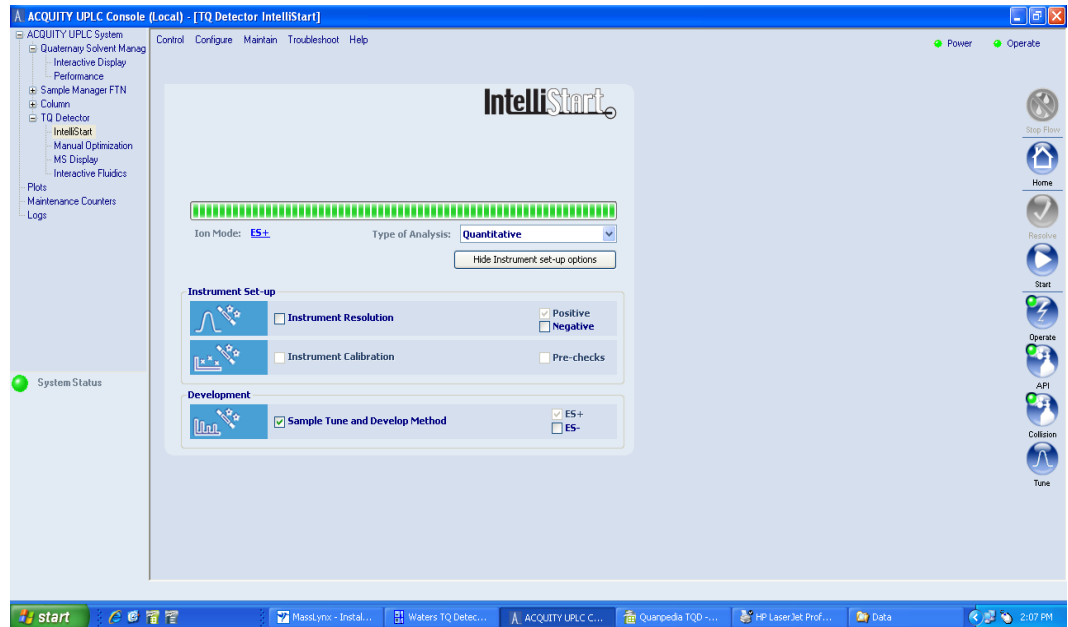 ACQUITY UPLC Console (Local) - [TQ Detector IntelliStart]
ACQUITY UPLC System
Quaternary Solvent Manag
Interactive Display
Performance
Sample Manager FTN
Column
TQ Detector
IntelliStart
Manual Optimization
MS Display
Interactive Fluidics
Plots
Maintenance Counters
Logs
System Status
Control Configure Maintain Troubleshoot Help
Power Operate
IntelliStart
Ion Mode: ES+ Type of Analysis: Quantitative
Hide Instrument set-up options
Instrument Set-up
Instrument Resolution
Positive
Negative
Instrument Calibration
Pre-checks
Development
Sample Tune and Develop Method
ES+
ES-
Stop Flow
Home
Resolve
Start
Operate
API
Collision
Tune
start
MassLynx - Instal...
Waters TQ Detec...
ACQUITY UPLC C...
Quanpedia TQD -...
HP LaserJet Prof...
Data
2:07 PM